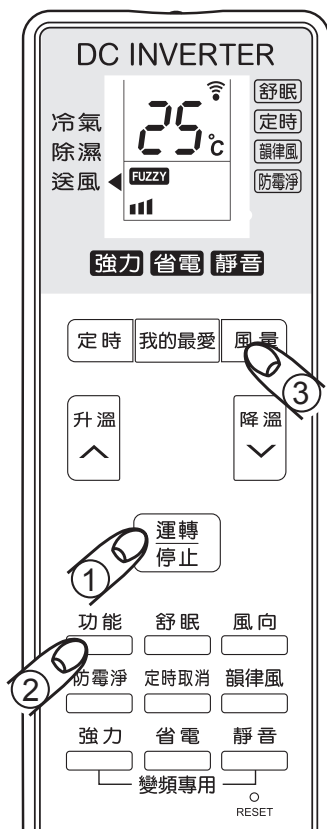 DC INVERTER
冷氣
除濕
送風
25℃
FUZZY
舒眠
定時
韻律風
防霉淨
強力 省電 靜音
定時 我的最愛 風量
升溫 降溫
3
運轉
停止
1
功能 舒眠 風向
2
防霉淨 定時取消 韻律風
強力 省電 靜音
變頻專用
RESET